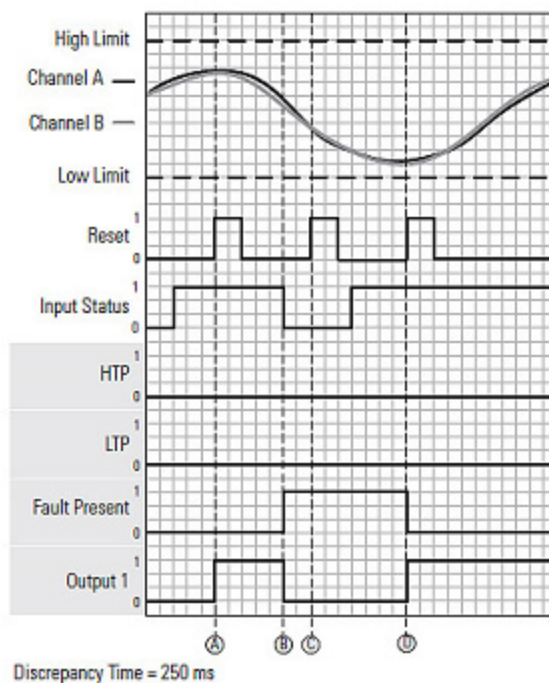 High Limit
Channel A
Channel B
Low Limit
Reset 1 0
Input Status 1 0
HTP 1 0
LTP 1 0
Fault Present 1 0
Output 1 1 0
A B C D
Discrepancy Time = 250 ms